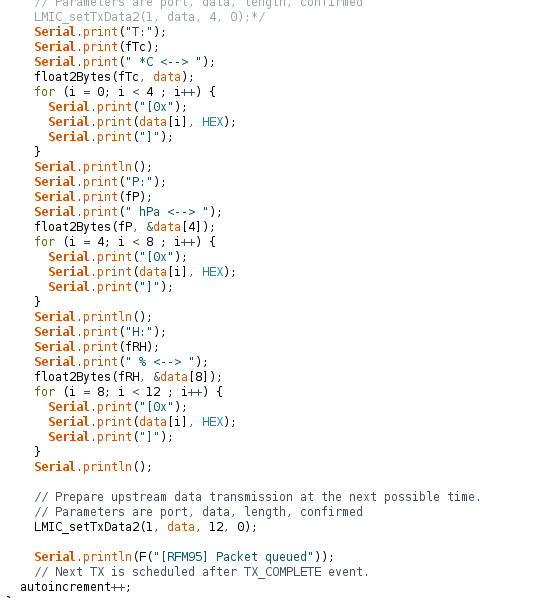 // Parameters are port, data, length, confirmed
LMIC_setTxData2(1, data, 4, 0);*/
Serial.print("T:");
Serial.print(fTc);
Serial.print(" *C <--> ");
float2Bytes(fTc, data);
for (i = 0; i < 4 ; i++) {
Serial.print("[0x");
Serial.print(data[i], HEX);
Serial.print("]");
}
Serial.println();
Serial.print("P:");
Serial.print(fP);
Serial.print(" hPa <--> ");
float2Bytes(fP, &data[4]);
for (i = 4; i < 8 ; i++) {
Serial.print("[0x");
Serial.print(data[i], HEX);
Serial.print("]");
}
Serial.println();
Serial.print("H:");
Serial.print(fRH);
Serial.print(" % <--> ");
float2Bytes(fRH, &data[8]);
for (i = 8; i < 12 ; i++) {
Serial.print("[0x");
Serial.print(data[i], HEX);
Serial.print("]");
}
Serial.println();
// Prepare upstream data transmission at the next possible time.
// Parameters are port, data, length, confirmed
LMIC_setTxData2(1, data, 12, 0);
Serial.println(F("[RFM95] Packet queued"));
// Next TX is scheduled after TX_COMPLETE event.
autoincrement++;